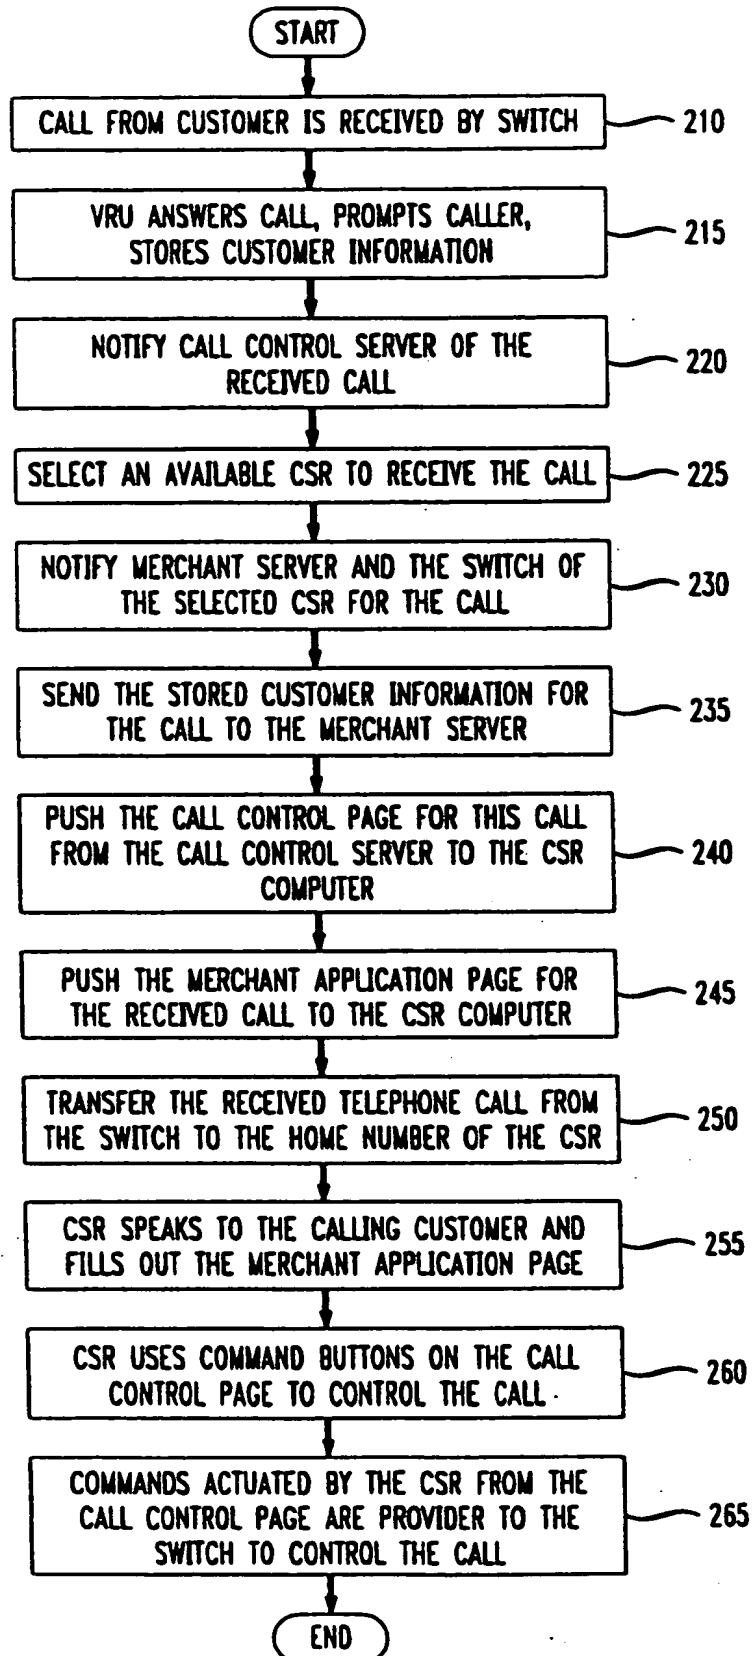 START
CALL FROM CUSTOMER IS RECEIVED BY SWITCH
210
VRU ANSWERS CALL, PROMPTS CALLER,
STORES CUSTOMER INFORMATION
215
NOTIFY CALL CONTROL SERVER OF THE
RECEIVED CALL
220
SELECT AN AVAILABLE CSR TO RECEIVE THE CALL
225
NOTIFY MERCHANT SERVER AND THE SWITCH OF
THE SELECTED CSR FOR THE CALL
230
SEND THE STORED CUSTOMER INFORMATION FOR
THE CALL TO THE MERCHANT SERVER
235
PUSH THE CALL CONTROL PAGE FOR THIS CALL
FROM THE CALL CONTROL SERVER TO THE CSR
COMPUTER
240
PUSH THE MERCHANT APPLICATION PAGE FOR
THE RECEIVED CALL TO THE CSR COMPUTER
245
TRANSFER THE RECEIVED TELEPHONE CALL FROM
THE SWITCH TO THE HOME NUMBER OF THE CSR
250
CSR SPEAKS TO THE CALLING CUSTOMER AND
FILLS OUT THE MERCHANT APPLICATION PAGE
255
CSR USES COMMAND BUTTONS ON THE CALL
CONTROL PAGE TO CONTROL THE CALL
260
COMMANDS ACTUATED BY THE CSR FROM THE
CALL CONTROL PAGE ARE PROVIDER TO THE
SWITCH TO CONTROL THE CALL
265
END